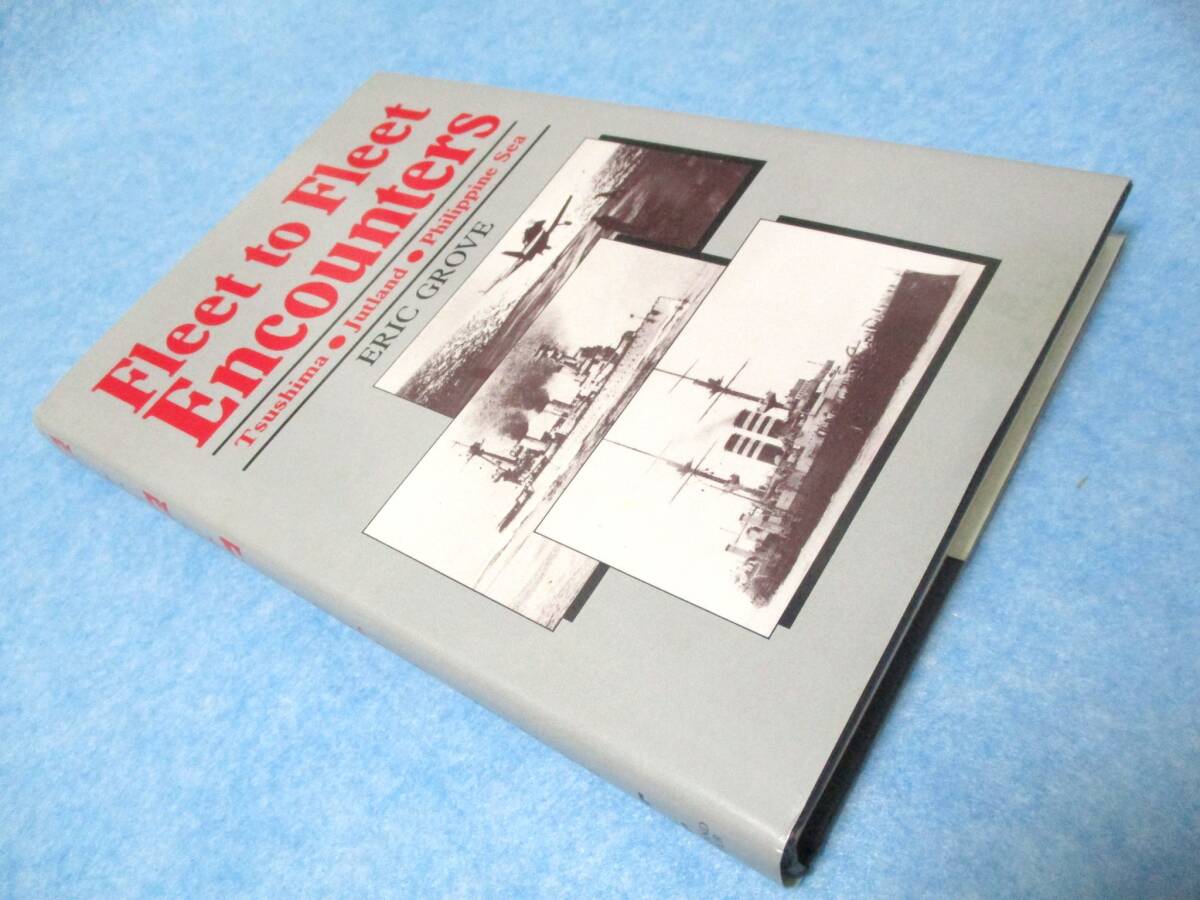 Fleet to Fleet
Encounters
Tsushima ● Jutland ● Philippine Sea
ERIC GROVE